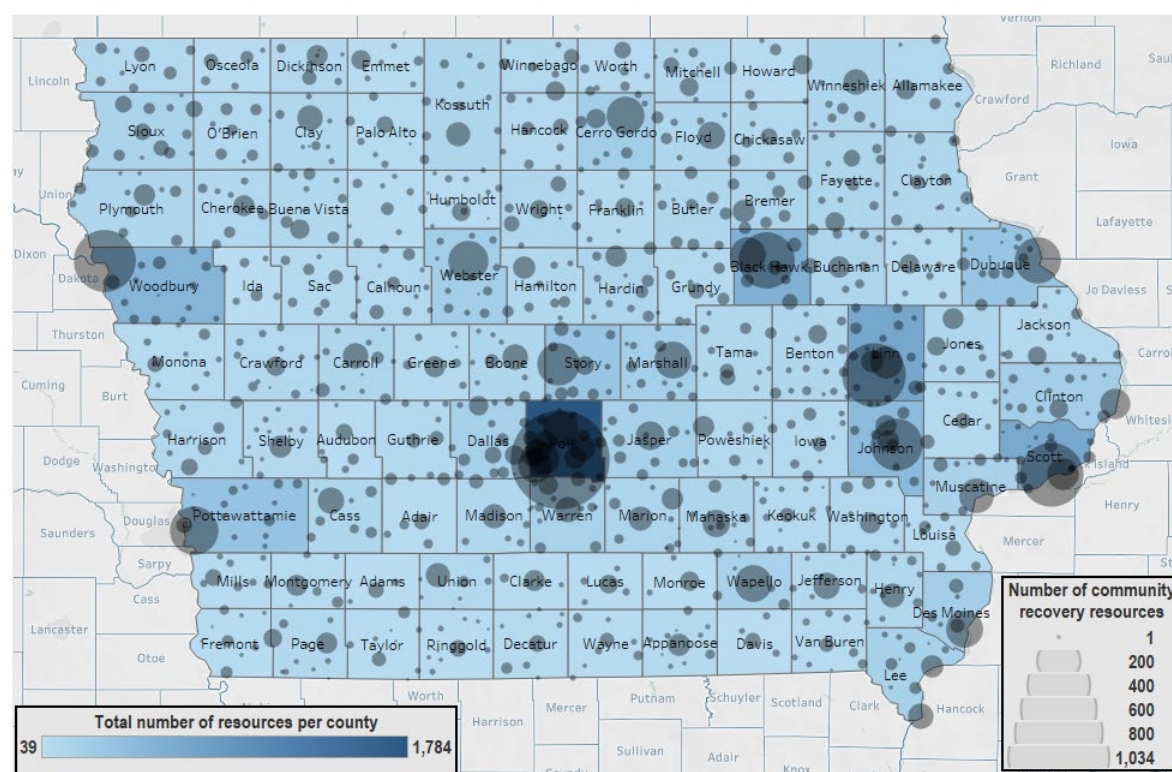 Vernon
Lincoln
Lyon Osceola Dickinson Emmet Winnebago Worth Mitchell Howard Winneshiek Allamakee
Richland
Crawford
Kossuth
Sioux O'Brien Clay Palo Alto Hancock Cerro Gordo Floyd Chickasaw
Iowa
Grant
Union
Fayette Clayton
Plymouth Cherokee Buena Vista Humboldt Wright Franklin Butler Bremer
Lafayette
Dixon
Dakota Woodbury Ida Sac Calhoun Webster Hamilton Hardin Grundy Black Hawk Buchanan Delaware Dubuque
Jo Daviess
Thurston
Jackson
Monona Crawford Carroll Greene Boone Story Marshall Tama Benton Linn Jones
Carro
Cuming Burt
Clinton
Whiteside
Harrison Shelby Audubon Guthrie Dallas Polk Jasper Poweshiek Iowa Johnson Cedar
Dodge Washington
Scott
Island
Muscatine
Henry
Saunders Douglas Pottawattamie Cass Adair Madison Warren Marion Mahaska Keokuk Washington
Louisa
Mercer
Sarpy
Cass
Mills Montgomery Adams Union Clarke Lucas Monroe Wapello Jefferson Henry
Des Moines
Lancaster
Otoe
Fremont Page Taylor Ringgold Decatur Wayne Appanoose Davis Van Buren
Lee
Worth Harrison Mercer Putnam Schuyler Scotland Clark Hancock
Sullivan Adair Knox
Number of community
recovery resources
1
200
400
600
800
1,034
Total number of resources per county
39 1,784